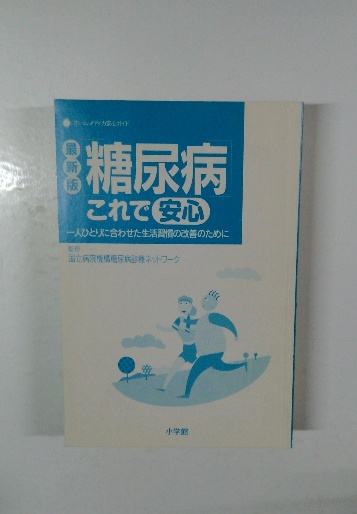 ホーム・メディカ安心ガイド
最新版
糖尿病
これで安心
一人ひとりに合わせた生活習慣の改善のために
監修
国立病院機構糖尿病診療ネットワーク
小学館